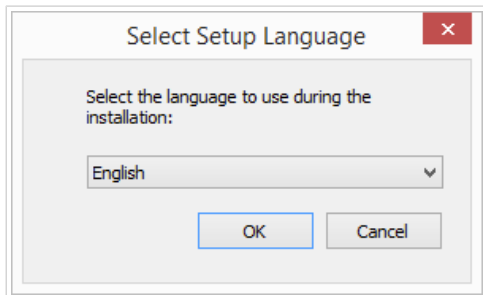 Select Setup Language
Select the language to use during the
installation:
English
OK
Cancel